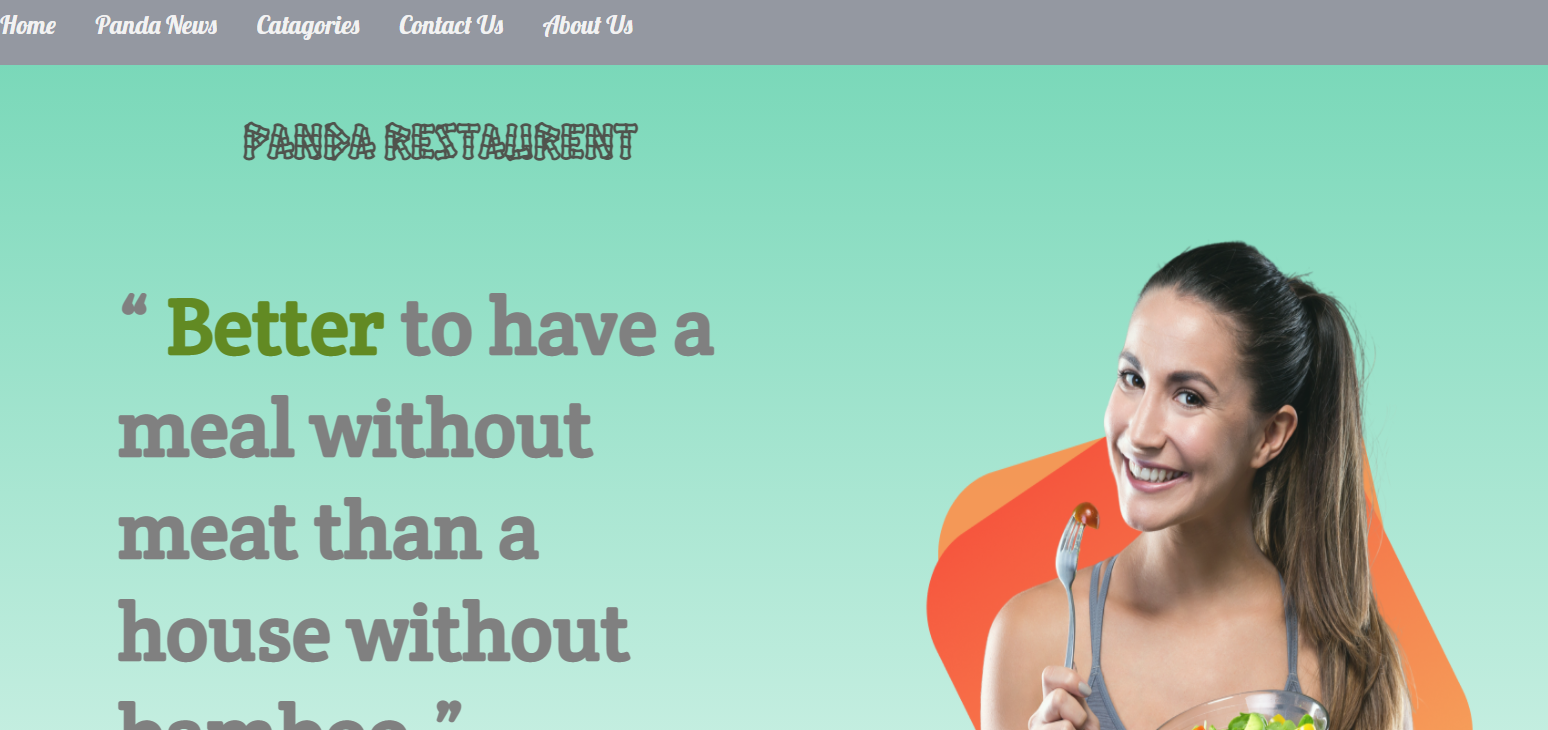 Home Panda News Catagories Contact Us About Us
PANDA RESTAURENT
“ Better to have a
meal without
meat than a
house without
bamboo.”